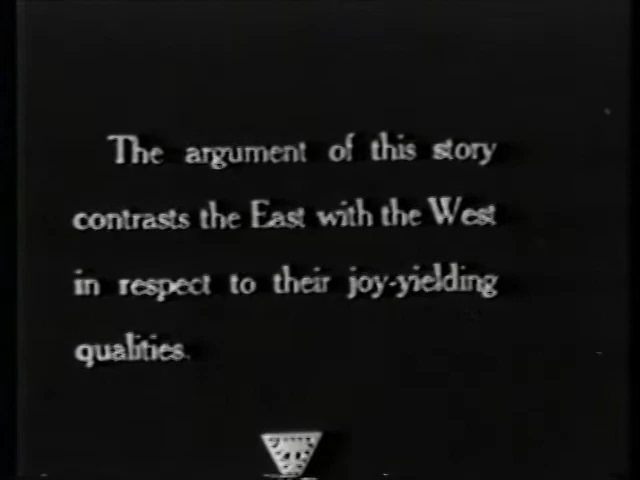 The argument of this story
contrasts the East with the West
in respect to their joy-yielding
qualities.